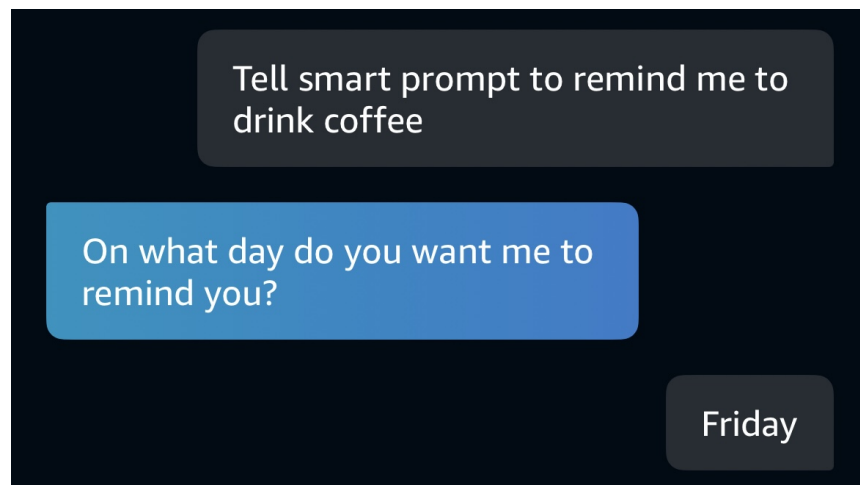 Tell smart prompt to remind me to
drink coffee
On what day do you want me to
remind you?
Friday